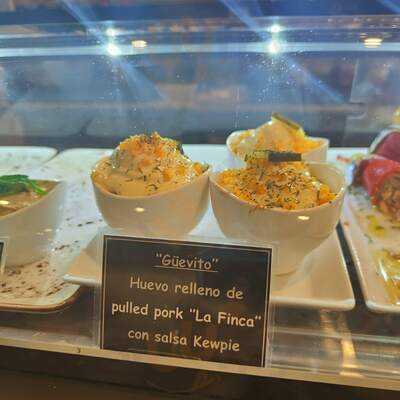 "Güevito"
Huevo relleno de
pulled pork "La Finca"
con salsa Kewpie